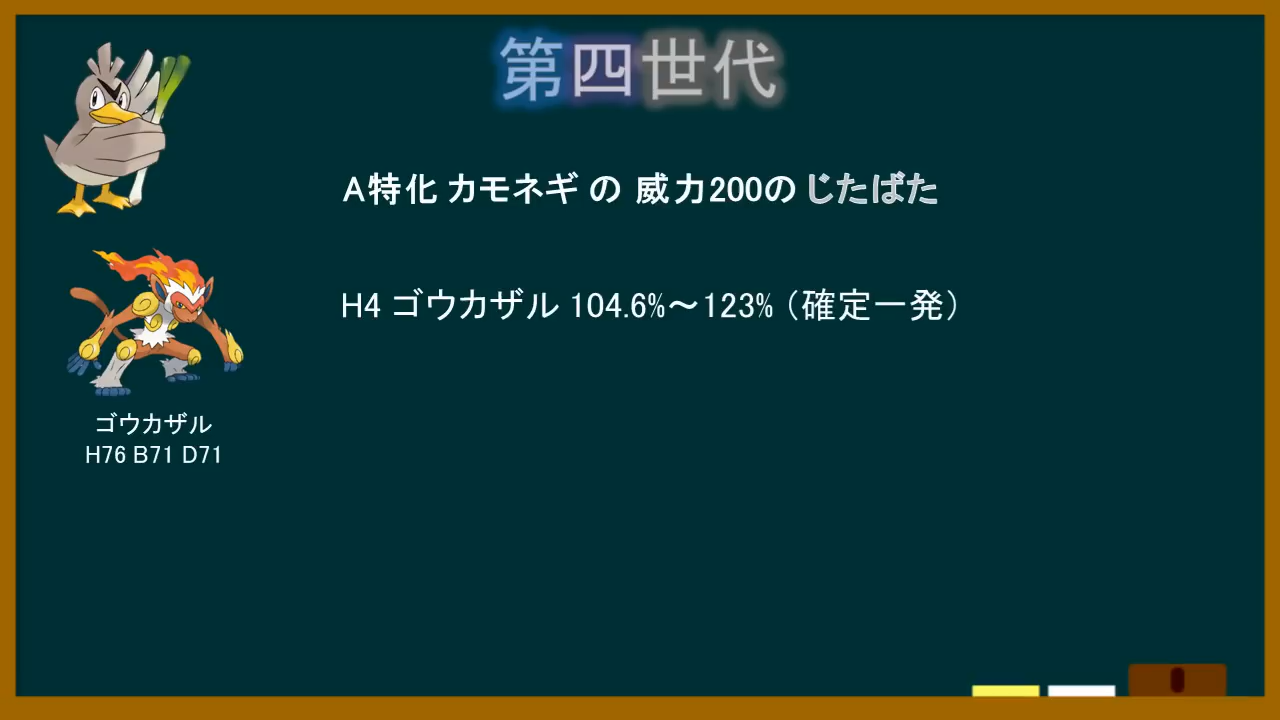 第四世代
A特化 カモネギ の 威力200の じたばた
H4 ゴウカザル 104.6%～123% （確定一発）
ゴウカザル
H76 B71 D71